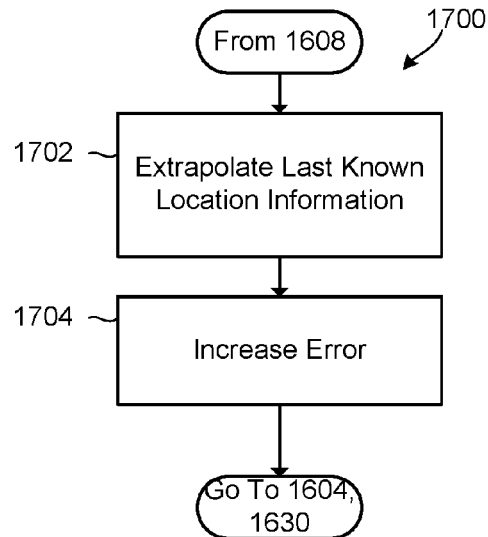 From 1608
1700
1702
Extrapolate Last Known
Location Information
1704
Increase Error
Go To 1604,
1630